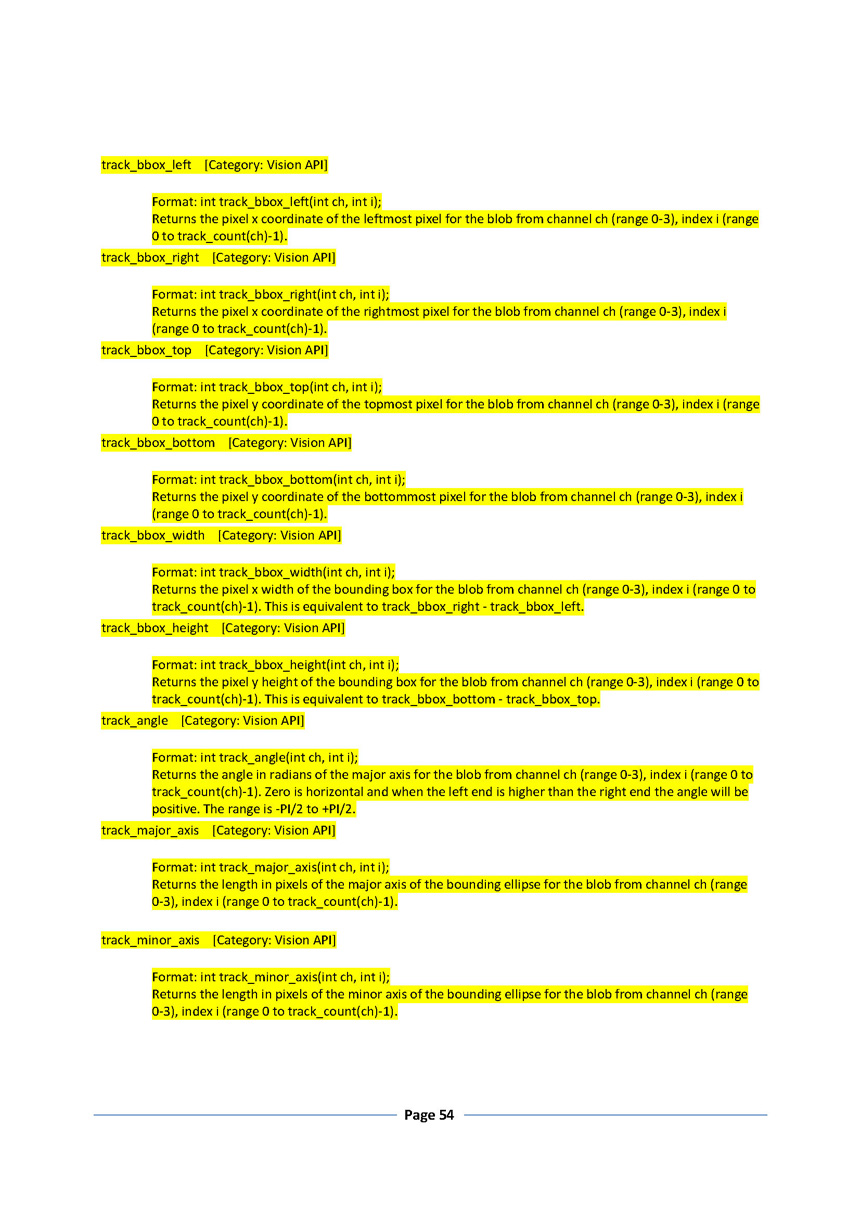 track_bbox_left    [Category: Vision API]
Format: int track_bbox_left(int ch, int i);
Returns the pixel x coordinate of the leftmost pixel for the blob from channel ch (range 0-3), index i (range
0 to track_count(ch)-1).
track_bbox_right    [Category: Vision API]
Format: int track_bbox_right(int ch, int i);
Returns the pixel x coordinate of the rightmost pixel for the blob from channel ch (range 0-3), index i
(range 0 to track_count(ch)-1).
track_bbox_top    [Category: Vision API]
Format: int track_bbox_top(int ch, int i);
Returns the pixel y coordinate of the topmost pixel for the blob from channel ch (range 0-3), index i (range
0 to track_count(ch)-1).
track_bbox_bottom    [Category: Vision API]
Format: int track_bbox_bottom(int ch, int i);
Returns the pixel y coordinate of the bottommost pixel for the blob from channel ch (range 0-3), index i
(range 0 to track_count(ch)-1).
track_bbox_width    [Category: Vision API]
Format: int track_bbox_width(int ch, int i);
Returns the pixel x width of the bounding box for the blob from channel ch (range 0-3), index i (range 0 to
track_count(ch)-1). This is equivalent to track_bbox_right - track_bbox_left.
track_bbox_height    [Category: Vision API]
Format: int track_bbox_height(int ch, int i);
Returns the pixel y height of the bounding box for the blob from channel ch (range 0-3), index i (range 0 to
track_count(ch)-1). This is equivalent to track_bbox_bottom - track_bbox_top.
track_angle    [Category: Vision API]
Format: int track_angle(int ch, int i);
Returns the angle in radians of the major axis for the blob from channel ch (range 0-3), index i (range 0 to
track_count(ch)-1). Zero is horizontal and when the left end is higher than the right end the angle will be
positive. The range is -PI/2 to +PI/2.
track_major_axis    [Category: Vision API]
Format: int track_major_axis(int ch, int i);
Returns the length in pixels of the major axis of the bounding ellipse for the blob from channel ch (range
0-3), index i (range 0 to track_count(ch)-1).
track_minor_axis    [Category: Vision API]
Format: int track_minor_axis(int ch, int i);
Returns the length in pixels of the minor axis of the bounding ellipse for the blob from channel ch (range
0-3), index i (range 0 to track_count(ch)-1).
Page 54